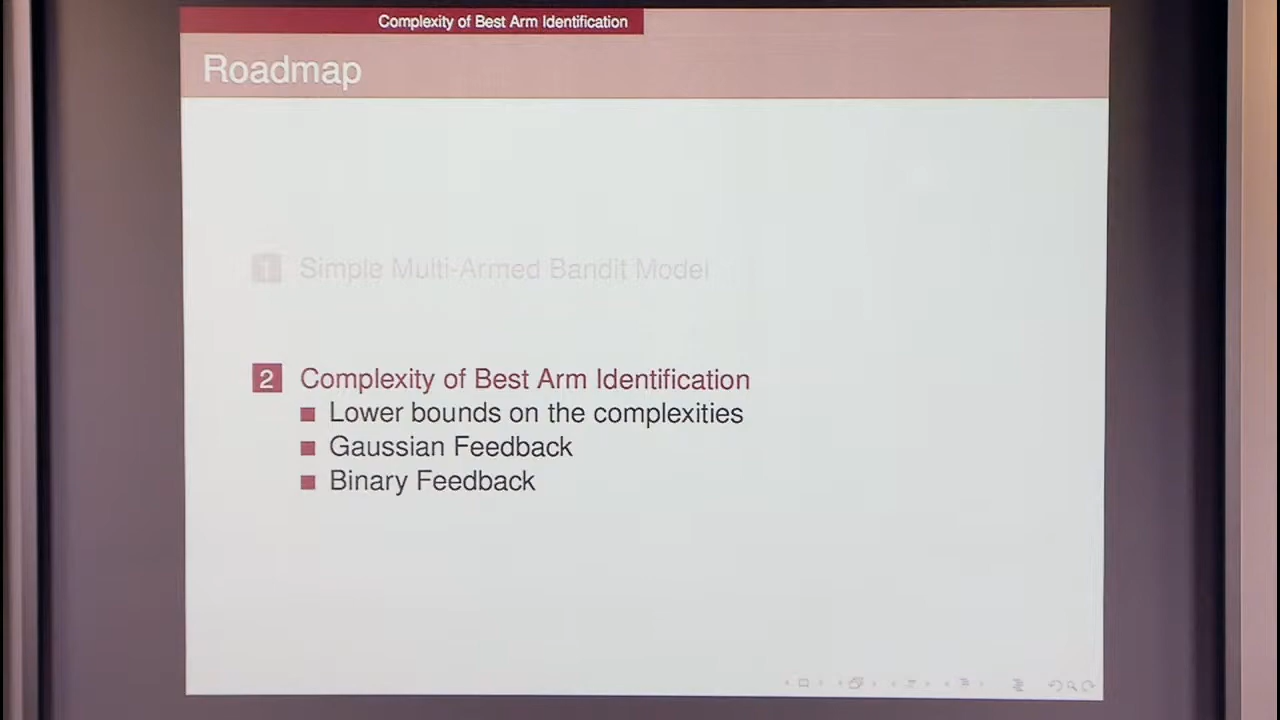 Complexity of Best Arm Identification
Roadmap
1 Simple Multi-Armed Bandit Model
2 Complexity of Best Arm Identification
Lower bounds on the complexities
Gaussian Feedback
Binary Feedback